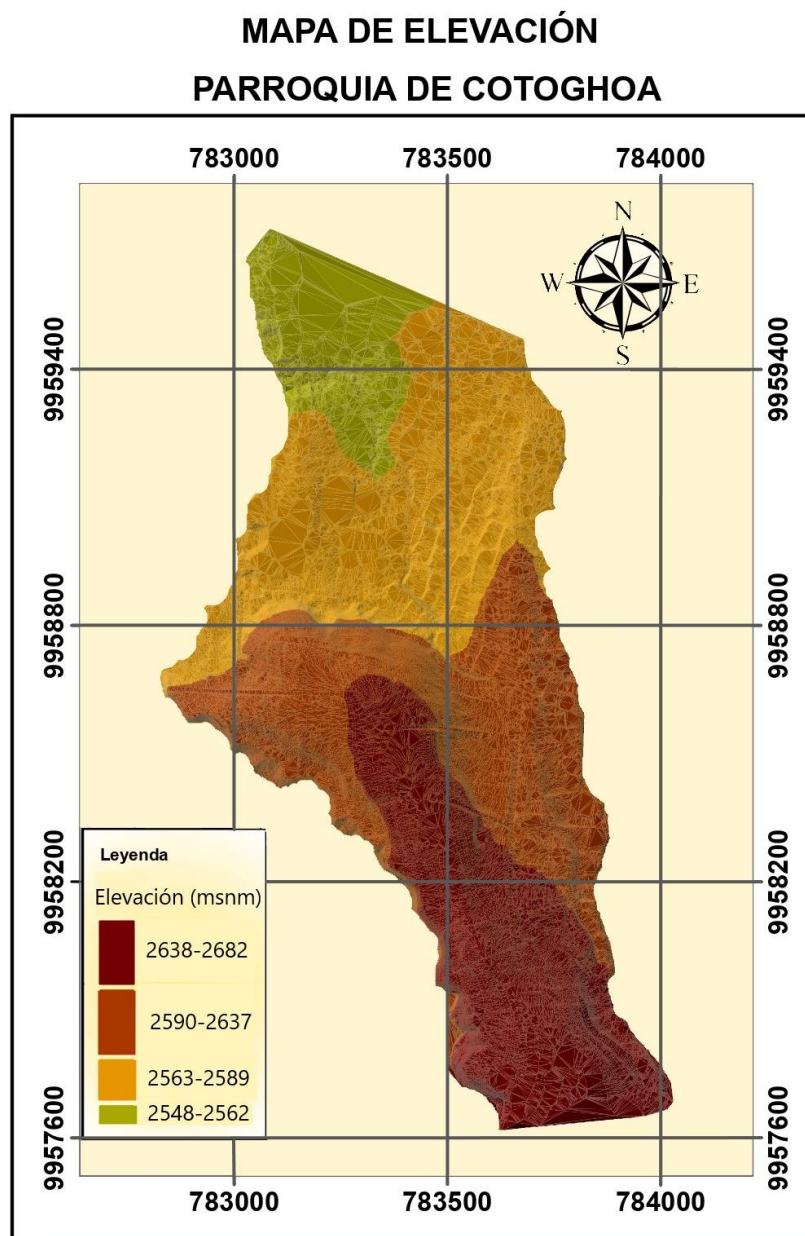 MAPA DE ELEVACIÓN
PARROQUIA DE COTOGHOA
783000 783500 784000
N
W E
S
9959400 9959400
9958800 9958800
9958200 9958200
9957600 9957600
Leyenda
Elevación (msnm)
2638-2682
2590-2637
2563-2589
2548-2562
783000 783500 784000